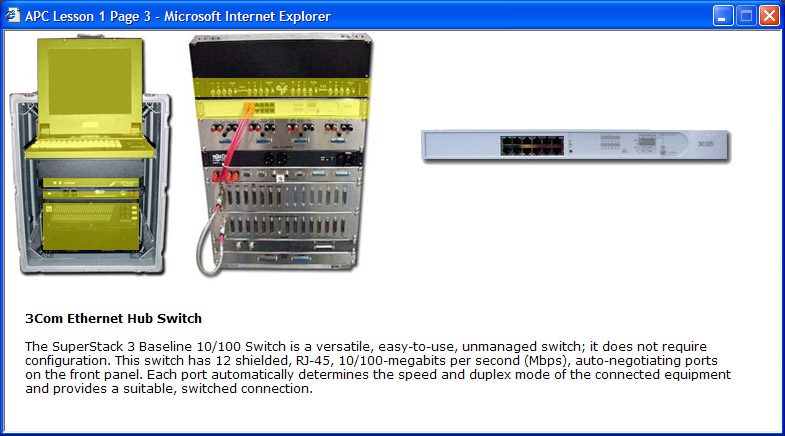 APC Lesson 1 Page 3 - Microsoft Internet Explorer
3Com
3Com Ethernet Hub Switch
The SuperStack 3 Baseline 10/100 Switch is a versatile, easy-to-use, unmanaged switch; it does not require
configuration. This switch has 12 shielded, RJ-45, 10/100-megabits per second (Mbps), auto-negotiating ports
on the front panel. Each port automatically determines the speed and duplex mode of the connected equipment
and provides a suitable, switched connection.